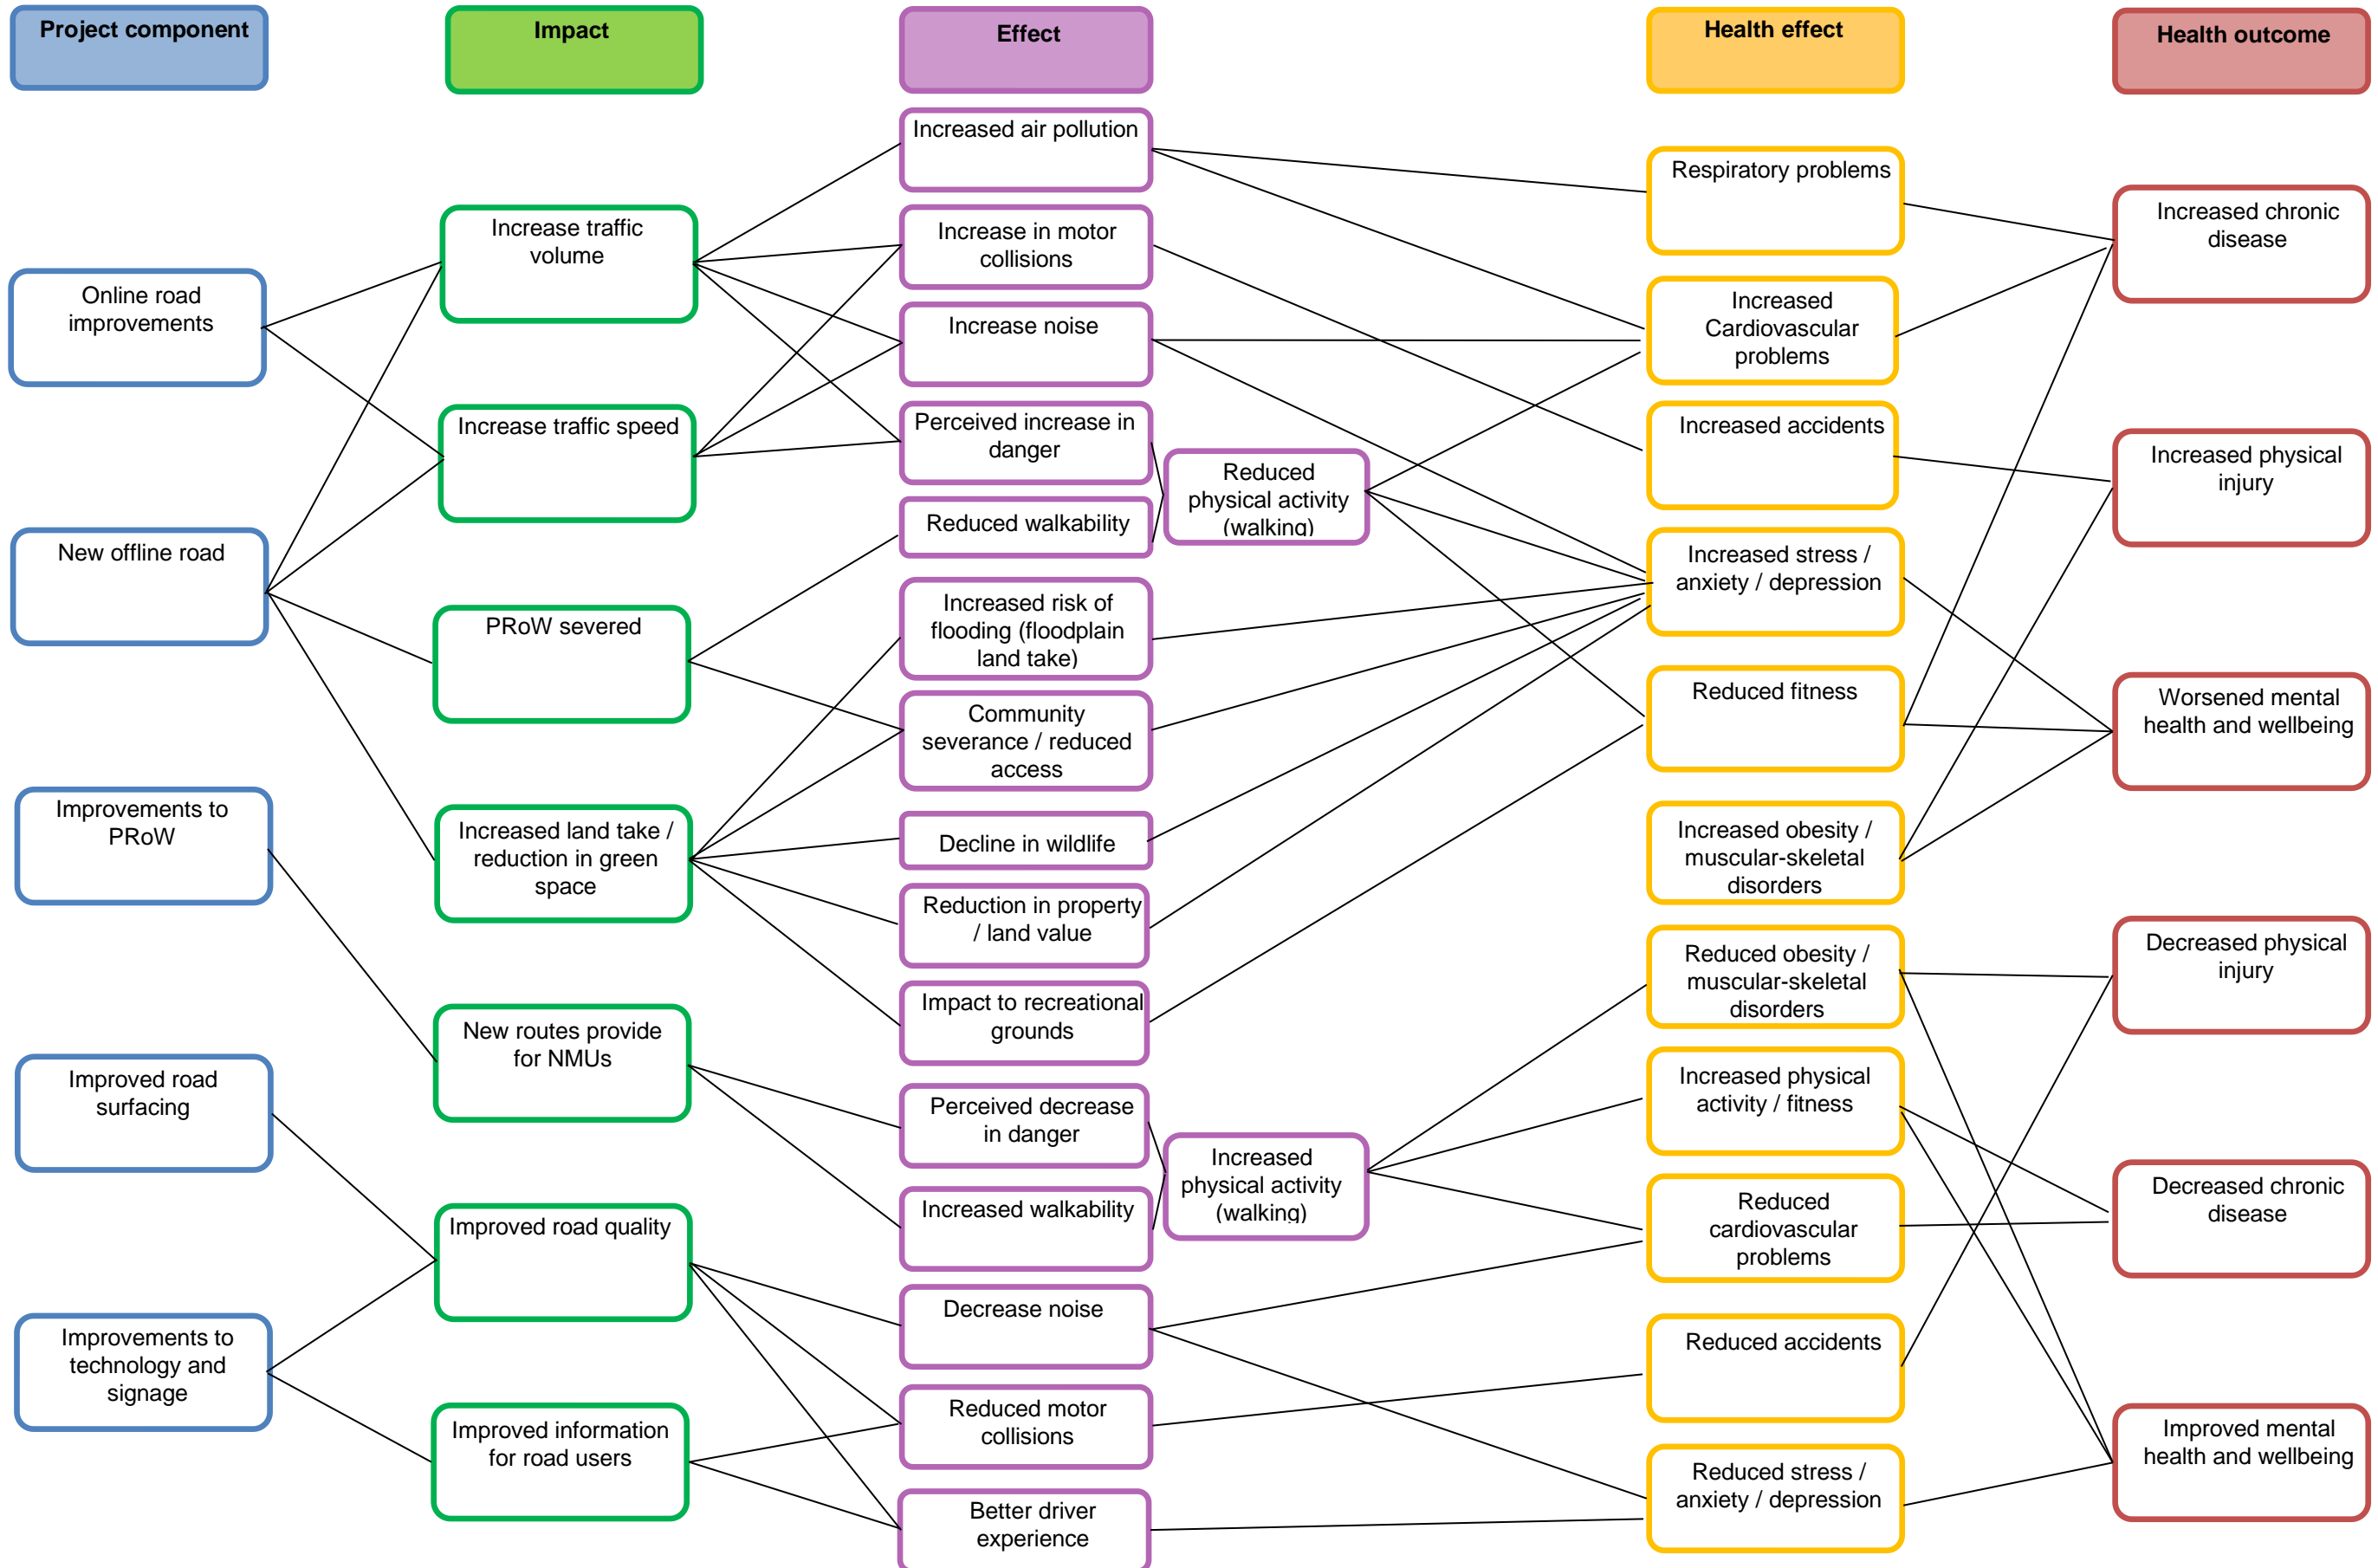 Project component
Impact
Effect
Health effect
Health outcome
Online road
improvements
New offline road
Improvements to
PRoW
Improved road
surfacing
Improvements to
technology and
signage
Increase traffic
volume
Increase traffic speed
PRoW severed
Increased land take /
reduction in green
space
New routes provide
for NMUs
Improved road quality
Improved information
for road users
Increased air pollution
Increase in motor
collisions
Increase noise
Perceived increase in
danger
Reduced walkability
Increased risk of
flooding (floodplain
land take)
Community
severance / reduced
access
Decline in wildlife
Reduction in property
/ land value
Impact to recreational
grounds
Perceived decrease
in danger
Increased walkability
Decrease noise
Reduced motor
collisions
Better driver
experience
Reduced
physical activity
(walking)
Increased
physical activity
(walking)
Respiratory problems
Increased
Cardiovascular
problems
Increased accidents
Increased stress /
anxiety / depression
Reduced fitness
Increased obesity /
muscular-skeletal
disorders
Reduced obesity /
muscular-skeletal
disorders
Increased physical
activity / fitness
Reduced
cardiovascular
problems
Reduced accidents
Reduced stress /
anxiety / depression
Increased chronic
disease
Increased physical
injury
Worsened mental
health and wellbeing
Decreased physical
injury
Decreased chronic
disease
Improved mental
health and wellbeing